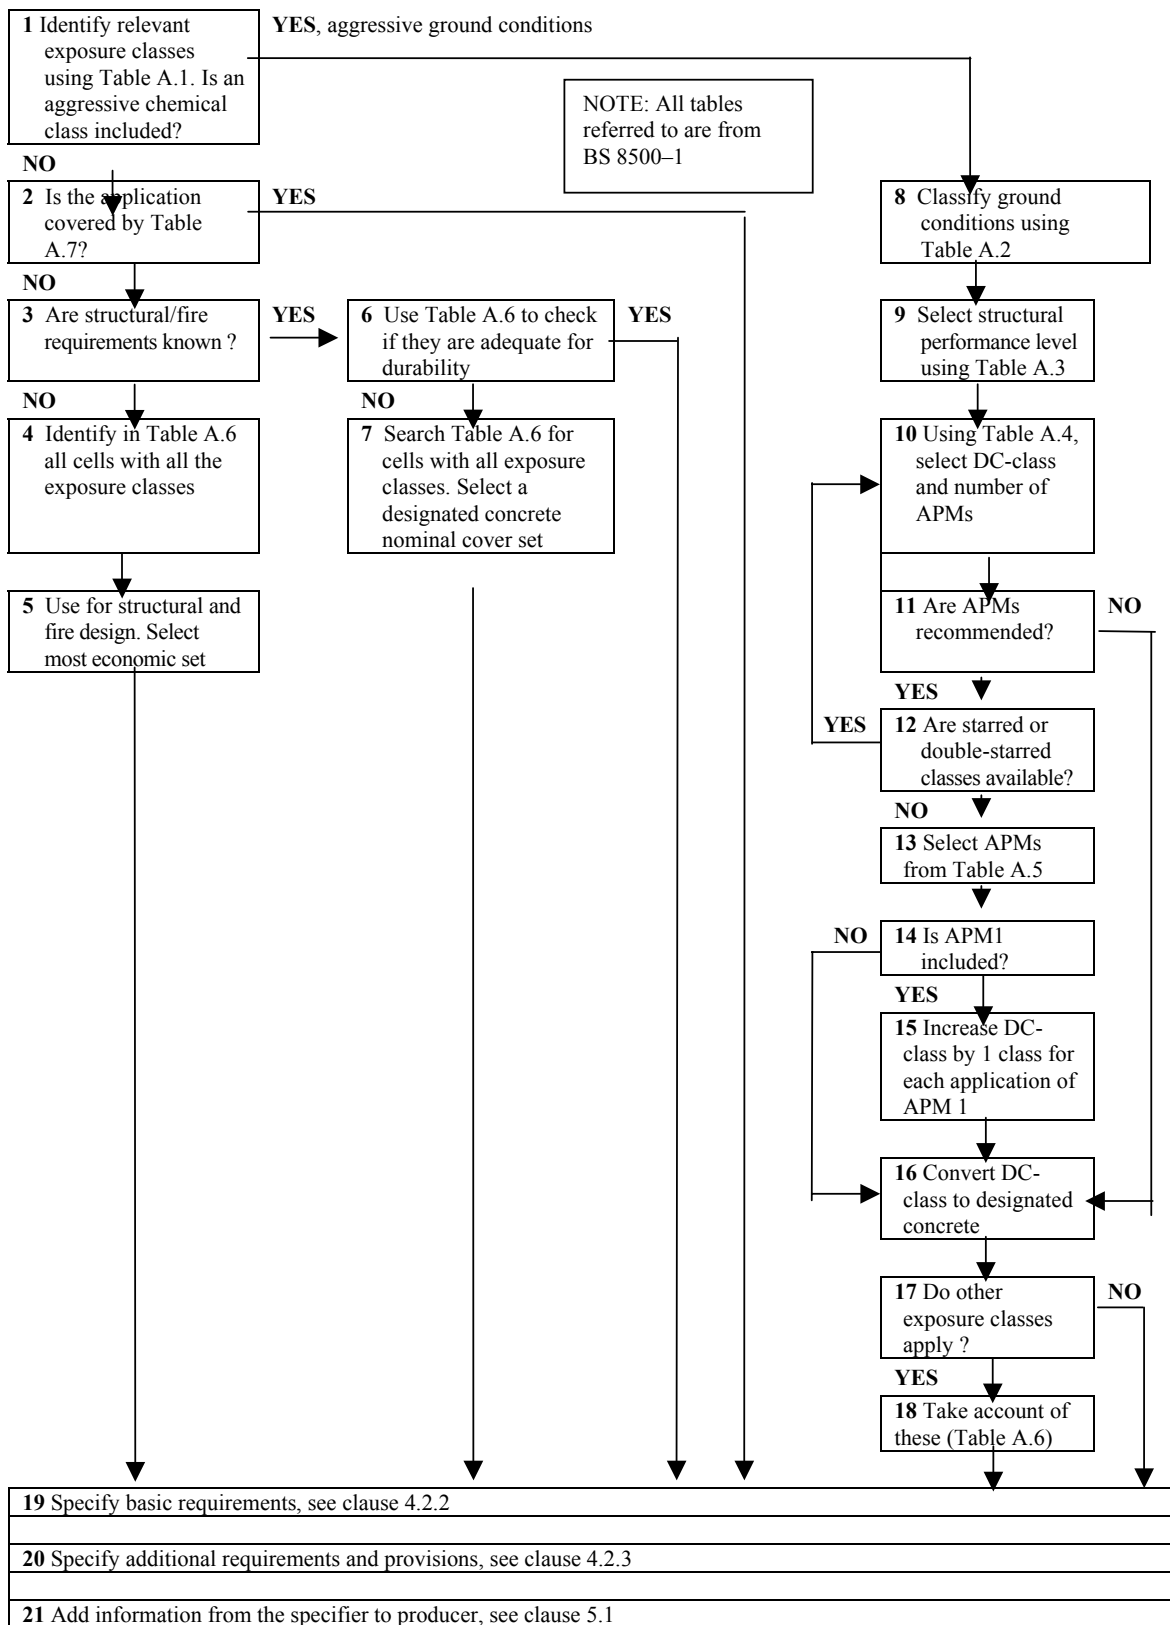 1 Identify relevant
exposure classes
using Table A.1. Is an
aggressive chemical
class included?
YES, aggressive ground conditions
NOTE: All tables
referred to are from
BS 8500–1
NO
2 Is the application
covered by Table
A.7?
YES
8 Classify ground
conditions using
Table A.2
NO
3 Are structural/fire
requirements known ?
YES
6 Use Table A.6 to check
if they are adequate for
durability
YES
9 Select structural
performance level
using Table A.3
NO
4 Identify in Table A.6
all cells with all the
exposure classes
NO
7 Search Table A.6 for
cells with all exposure
classes. Select a
designated concrete
nominal cover set
10 Using Table A.4,
select DC-class
and number of
APMs
5 Use for structural and
fire design. Select
most economic set
11 Are APMs
recommended?
NO
YES
YES
12 Are starred or
double-starred
classes available?
NO
13 Select APMs
from Table A.5
NO
14 Is APM1
included?
YES
15 Increase DC-
class by 1 class for
each application of
APM 1
16 Convert DC-
class to designated
concrete
17 Do other
exposure classes
apply ?
NO
YES
18 Take account of
these (Table A.6)
19 Specify basic requirements, see clause 4.2.2
20 Specify additional requirements and provisions, see clause 4.2.3
21 Add information from the specifier to producer, see clause 5.1